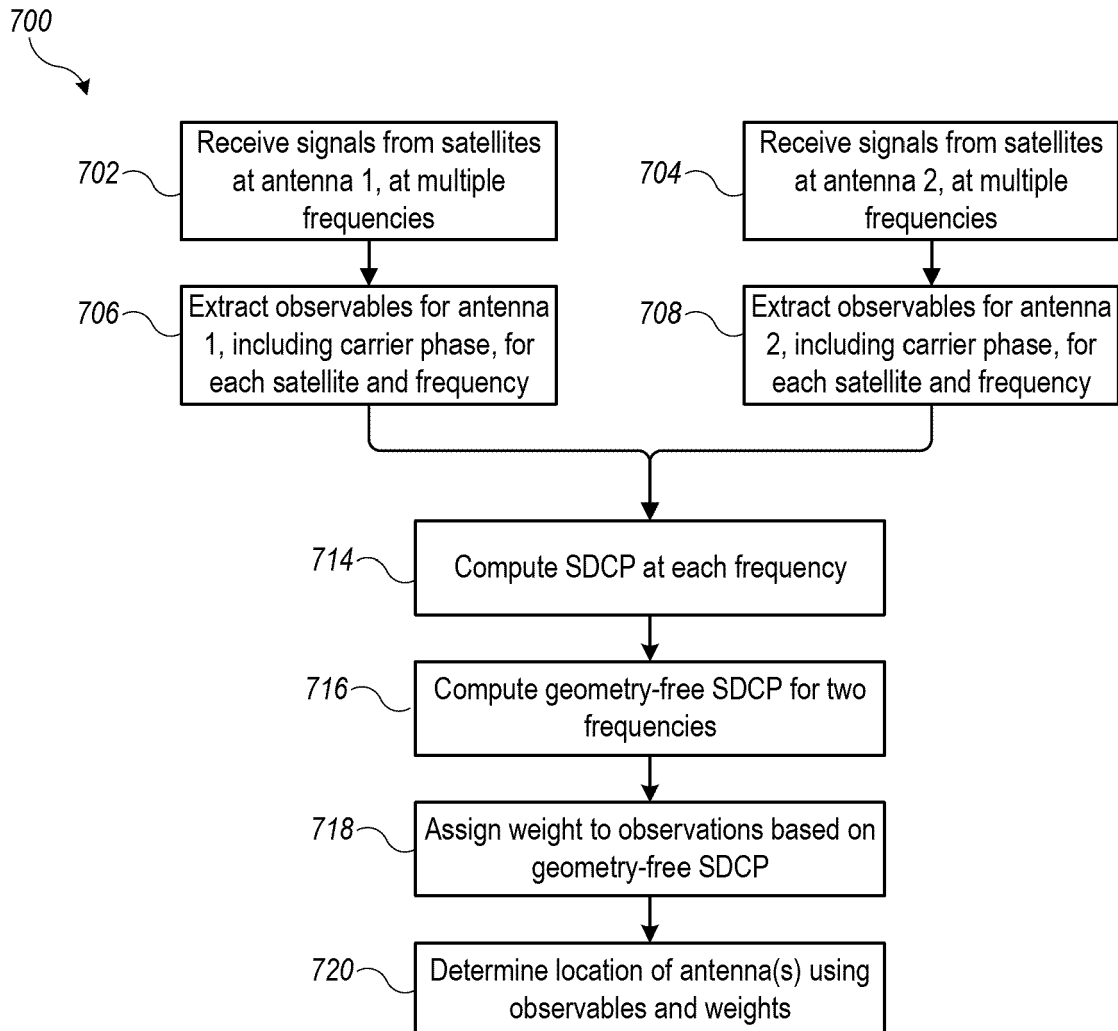 700
702
Receive signals from satellites
at antenna 1, at multiple
frequencies
704
Receive signals from satellites
at antenna 2, at multiple
frequencies
706
Extract observables for antenna
1, including carrier phase, for
each satellite and frequency
708
Extract observables for antenna
2, including carrier phase, for
each satellite and frequency
714
Compute SDCP at each frequency
716
Compute geometry-free SDCP for two
frequencies
718
Assign weight to observations based on
geometry-free SDCP
720
Determine location of antenna(s) using
observables and weights